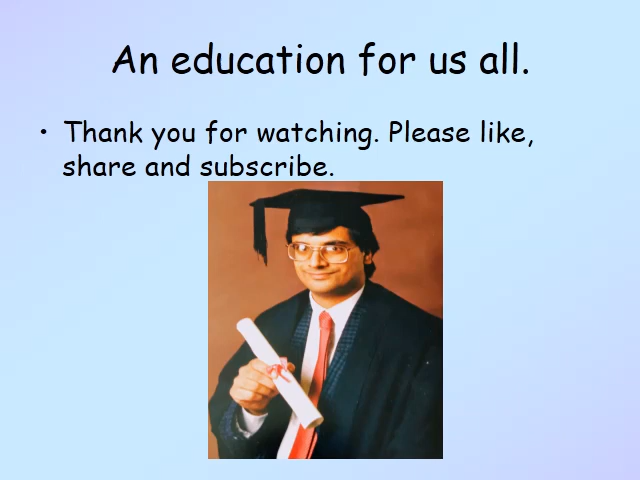 An education for us all.
• Thank you for watching. Please like,
share and subscribe.